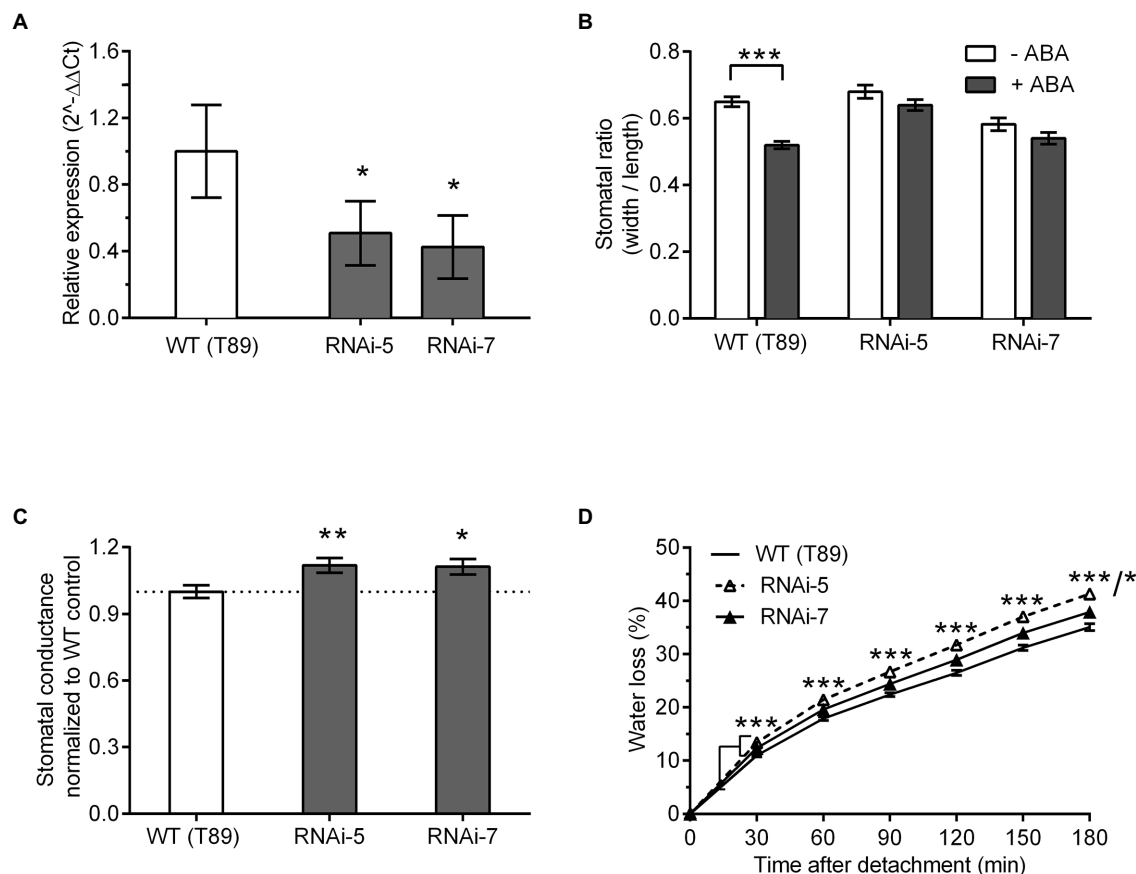 A
Relative expression (2^-ΔΔCt)
1.6
1.2
0.8
0.4
0.0
*
*
WT (T89)
RNAi-5
RNAi-7
B
Stomatal ratio
(width / length)
0.8
0.6
0.4
0.2
0.0
***
- ABA
+ ABA
WT (T89)
RNAi-5
RNAi-7
C
Stomatal conductance
normalized to WT control
1.2
0.9
0.6
0.3
0.0
**
*
WT (T89)
RNAi-5
RNAi-7
D
Water loss (%)
50
40
30
20
10
0
WT (T89)
RNAi-5
RNAi-7
***
***
***
***
***
***/*
0 30 60 90 120 150 180
Time after detachment (min)